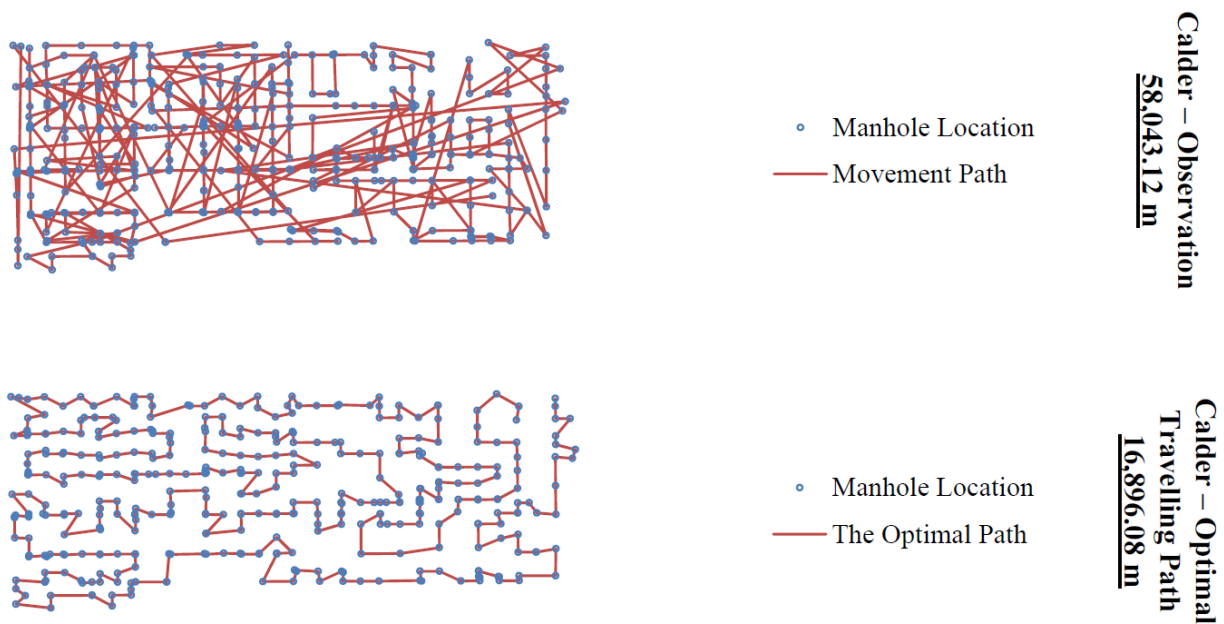 Manhole Location
Movement Path
Calder – Observation
58,043.12 m
Manhole Location
The Optimal Path
Calder – Optimal
Travelling Path
16,896.08 m